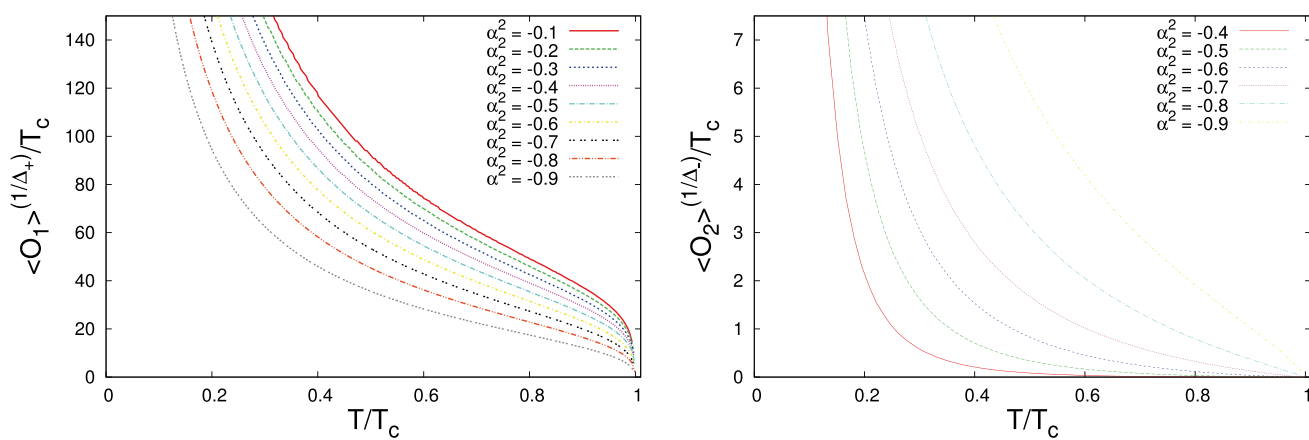 <O₁>^(1/Δ₊)/T_c
140
120
100
80
60
40
20
0
α² = -0.1
α² = -0.2
α² = -0.3
α² = -0.4
α² = -0.5
α² = -0.6
α² = -0.7
α² = -0.8
α² = -0.9
0 0.2 0.4 0.6 0.8 1
T/T_c
<O₂>^(1/Δ₋)/T_c
7
6
5
4
3
2
1
0
α² = -0.4
α² = -0.5
α² = -0.6
α² = -0.7
α² = -0.8
α² = -0.9
0 0.2 0.4 0.6 0.8 1
T/T_c